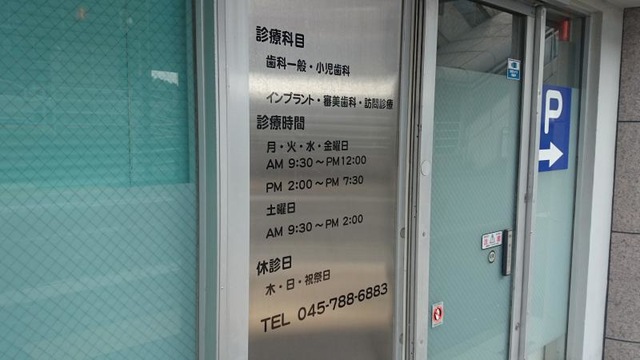 診療科目
歯科一般・小児歯科
インプラント・審美歯科・訪問診療
診療時間
月・火・水・金曜日
AM 9:30～PM12:00
PM 2:00～PM 7:30
土曜日
AM 9:30～PM 2:00
休診日
木・日・祝祭日
TEL 045-788-6883
P